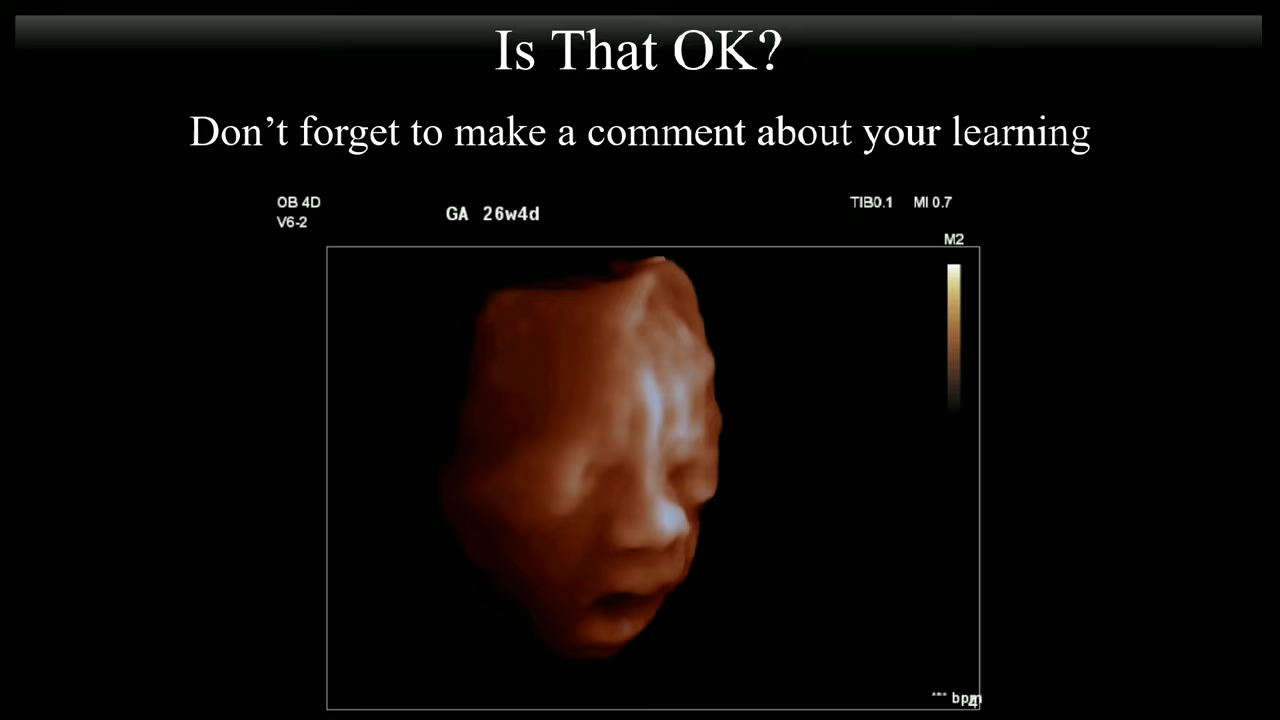 Is That OK?
Don't forget to make a comment about your learning
OB 4D
V6-2
GA 26w4d
TIB0.1 MI 0.7
M2
*** bpm
4